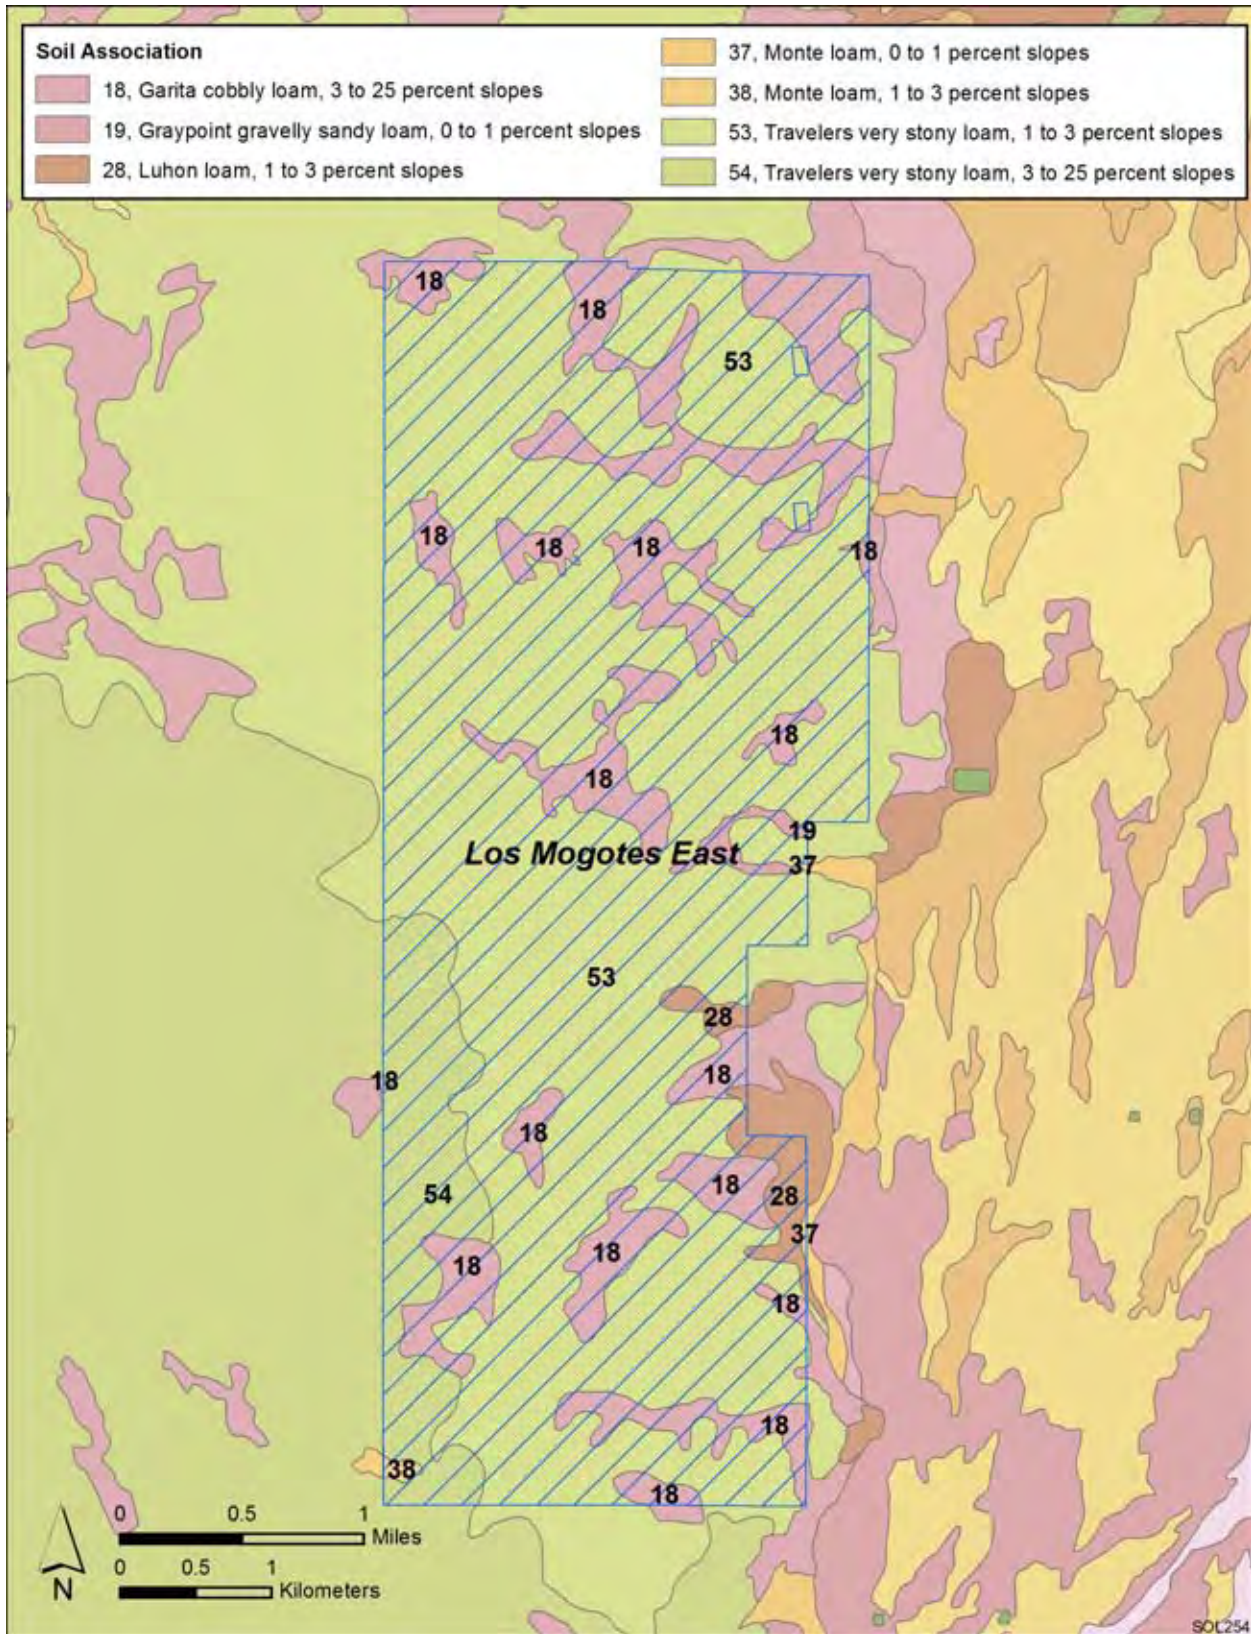 Soil Association
18, Garita cobbly loam, 3 to 25 percent slopes
19, Graypoint gravelly sandy loam, 0 to 1 percent slopes
28, Luhon loam, 1 to 3 percent slopes
37, Monte loam, 0 to 1 percent slopes
38, Monte loam, 1 to 3 percent slopes
53, Travelers very stony loam, 1 to 3 percent slopes
54, Travelers very stony loam, 3 to 25 percent slopes
18
18
53
18
18
18
18
18
18
19
Los Mogotes East
37
53
28
18
18
18
18
54
28
37
18
18
18
18
38
18
0 0.5 1
Miles
0 0.5 1
Kilometers
N
SOL254